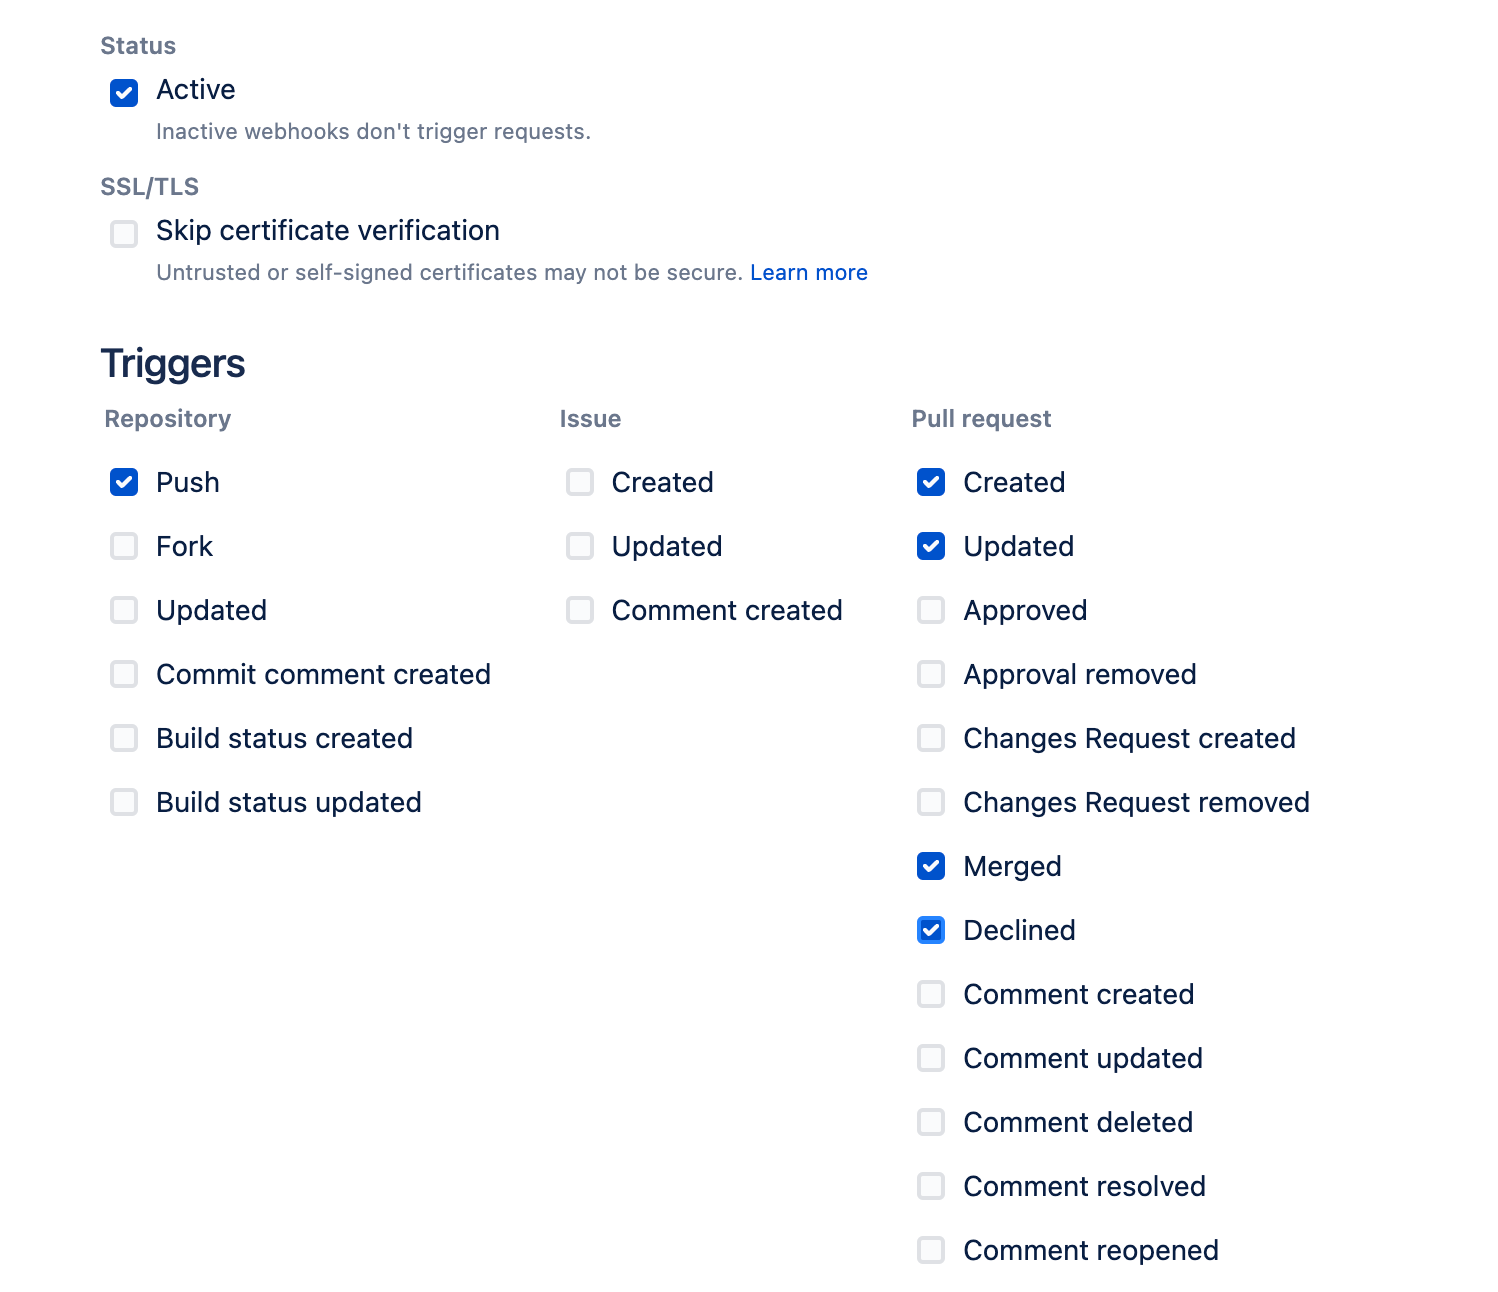 Status
Active
Inactive webhooks don't trigger requests.
SSL/TLS
Skip certificate verification
Untrusted or self-signed certificates may not be secure. Learn more
Triggers
Repository
Push
Fork
Updated
Commit comment created
Build status created
Build status updated
Issue
Created
Updated
Comment created
Pull request
Created
Updated
Approved
Approval removed
Changes Request created
Changes Request removed
Merged
Declined
Comment created
Comment updated
Comment deleted
Comment resolved
Comment reopened